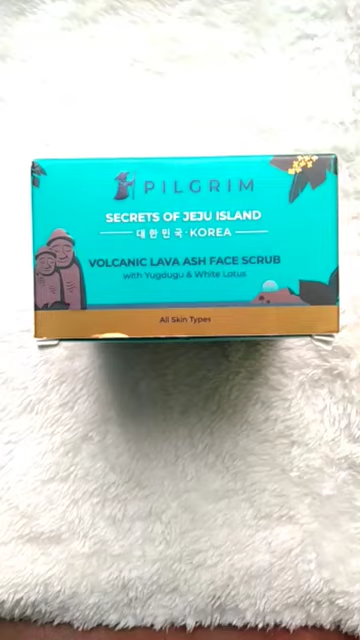 PILGRIM
SECRETS OF JEJU ISLAND
대한민국·KOREA
VOLCANIC LAVA ASH FACE SCRUB
with Yugdugu & White Lotus
All Skin Types